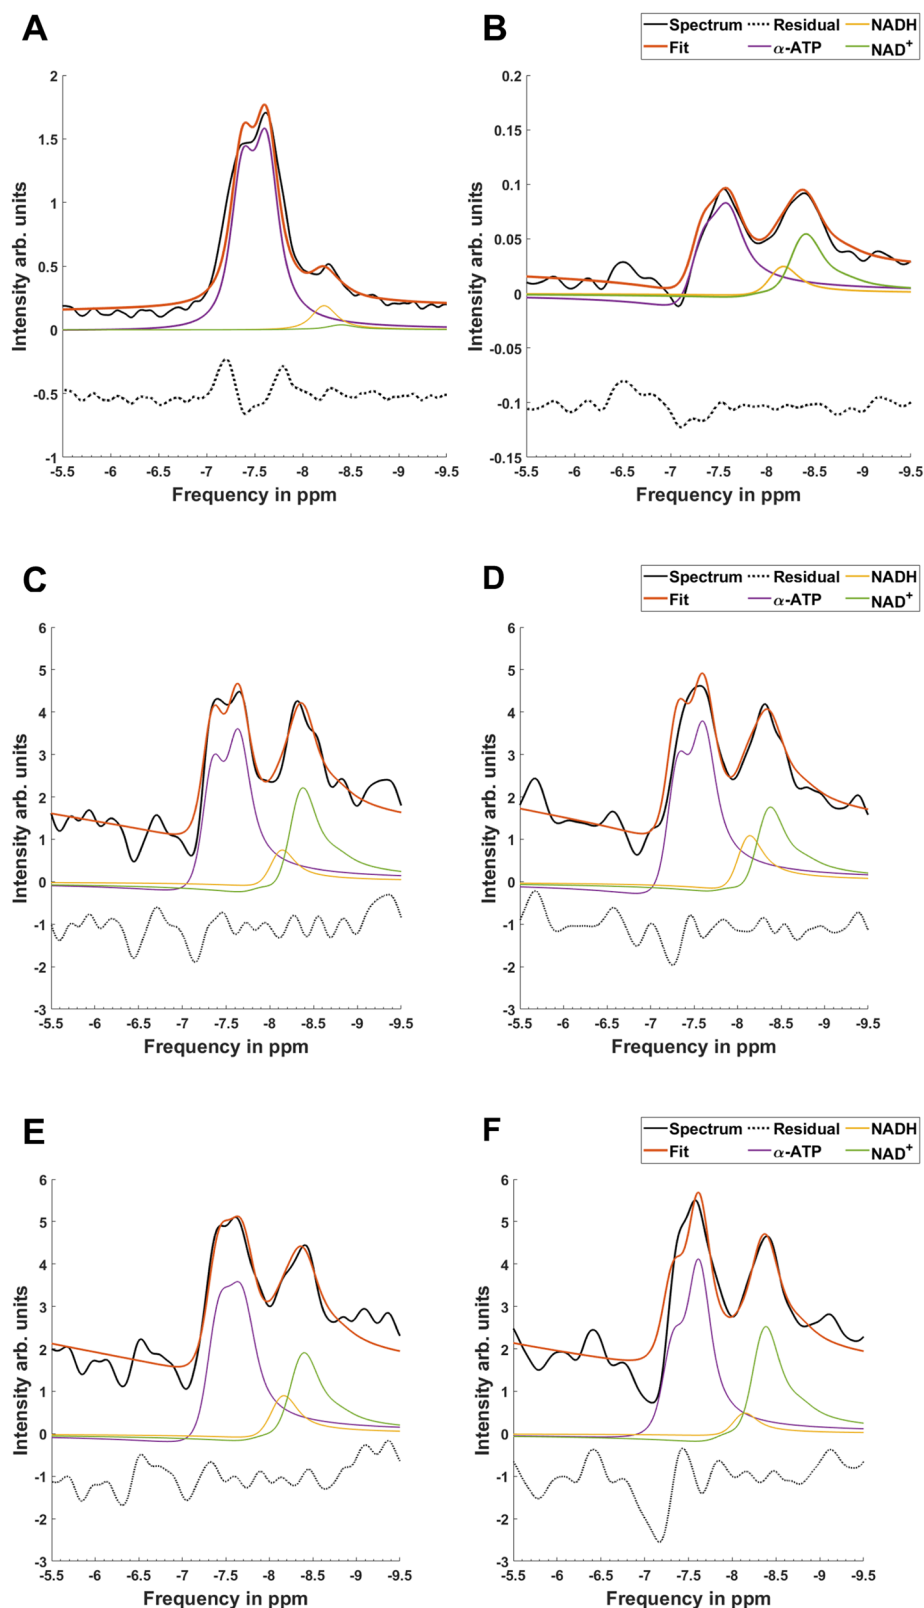 A
B
Spectrum Residual NADH
Fit α-ATP NAD+
2
1.5
1
0.5
0
-0.5
-1
Intensity arb. units
-5.5 -6 -6.5 -7 -7.5 -8 -8.5 -9 -9.5
Frequency in ppm
0.2
0.15
0.1
0.05
0
-0.05
-0.1
-0.15
Intensity arb. units
-5.5 -6 -6.5 -7 -7.5 -8 -8.5 -9 -9.5
Frequency in ppm
C
D
Spectrum Residual NADH
Fit α-ATP NAD+
6
5
4
3
2
1
0
-1
-2
-3
Intensity arb. units
-5.5 -6 -6.5 -7 -7.5 -8 -8.5 -9 -9.5
Frequency in ppm
6
5
4
3
2
1
0
-1
-2
-3
Intensity arb. units
-5.5 -6 -6.5 -7 -7.5 -8 -8.5 -9 -9.5
Frequency in ppm
E
F
Spectrum Residual NADH
Fit α-ATP NAD+
6
5
4
3
2
1
0
-1
-2
-3
Intensity arb. units
-5.5 -6 -6.5 -7 -7.5 -8 -8.5 -9 -9.5
Frequency in ppm
6
5
4
3
2
1
0
-1
-2
-3
Intensity arb. units
-5.5 -6 -6.5 -7 -7.5 -8 -8.5 -9 -9.5
Frequency in ppm